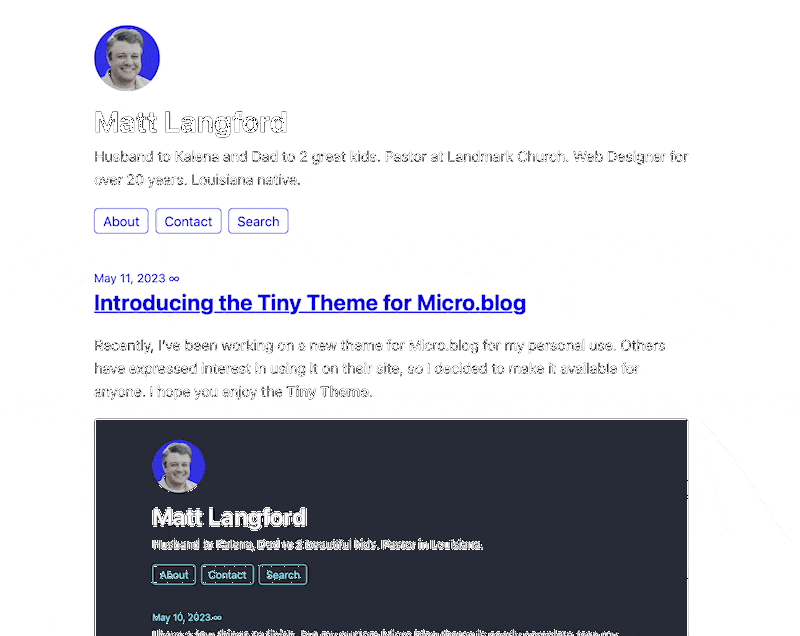 Matt Langford
Husband to Kalena and Dad to 2 great kids. Pastor at Landmark Church. Web Designer for
over 20 years. Louisiana native.
About Contact Search
May 11, 2023 ∞
Introducing the Tiny Theme for Micro.blog
Recently, I've been working on a new theme for Micro.blog for my personal use. Others
have expressed interest in using it on their site, so I decided to make it available for
anyone. I hope you enjoy the Tiny Theme.
Matt Langford
Husband to Kalena, Dad to 2 beautiful kids. Pastor in Louisiana.
About Contact Search
May 10, 2023 ∞